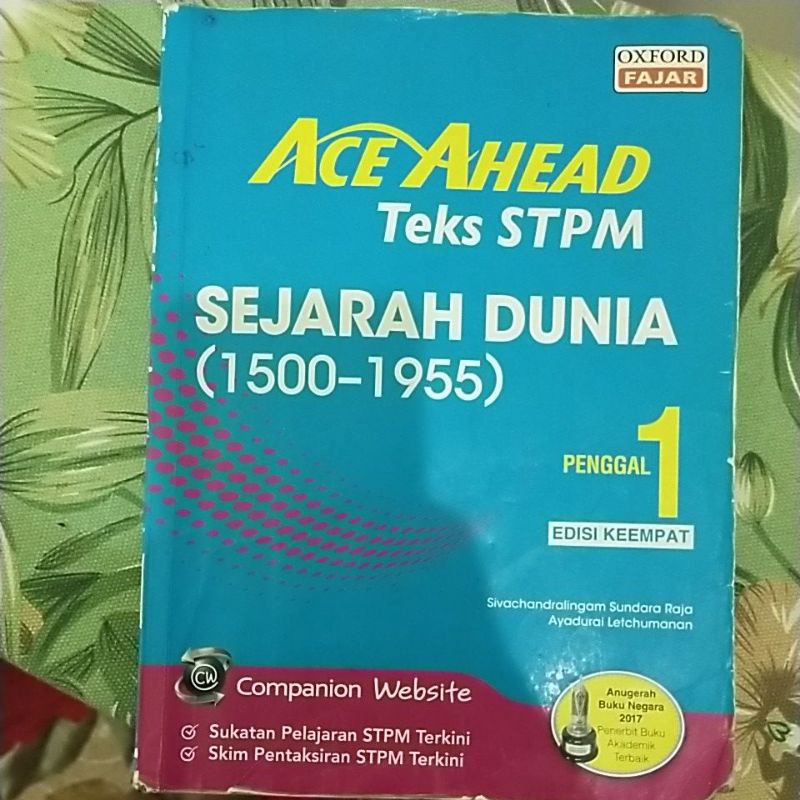 OXFORD
FAJAR
ACE AHEAD
Teks STPM
SEJARAH DUNIA
(1500–1955)
PENGGAL 1
EDISI KEEMPAT
Sivachandralingam Sundara Raja
Ayadurai Letchumanan
CW
Companion Website
Sukatan Pelajaran STPM Terkini
Skim Pentaksiran STPM Terkini
Anugerah
Buku Negara
2017
Penerbit Buku
Akademik
Terbaik